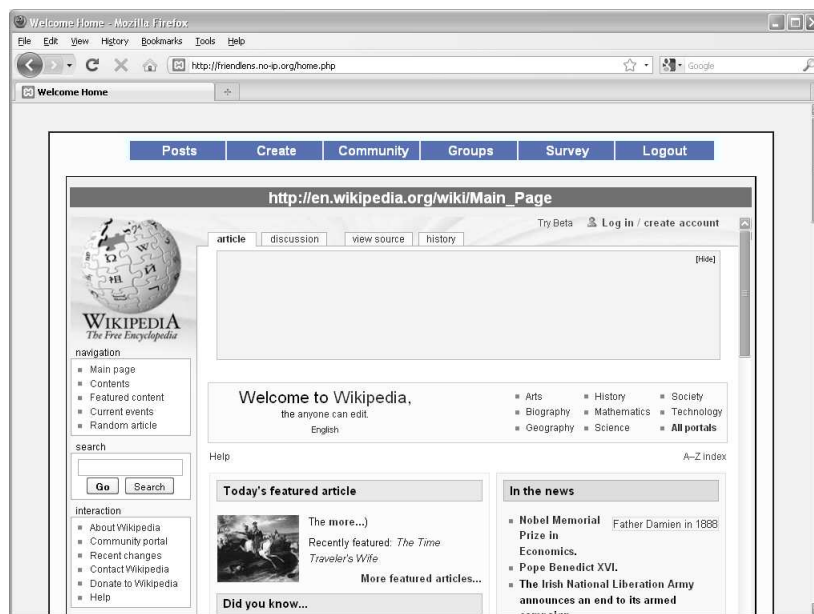 Welcome Home - Mozilla Firefox
File Edit View History Bookmarks Tools Help
http://friendlens.no-ip.org/home.php
Google
Welcome Home
Posts Create Community Groups Survey Logout
http://en.wikipedia.org/wiki/Main_Page
Try Beta Log in / create account
article discussion view source history
[Hide]
WIKIPEDIA
The Free Encyclopedia
navigation
Main page
Contents
Featured content
Current events
Random article
search
Go Search
interaction
About Wikipedia
Community portal
Recent changes
Contact Wikipedia
Donate to Wikipedia
Help
Welcome to Wikipedia,
the anyone can edit.
English
Arts History Society
Biography Mathematics Technology
Geography Science All portals
Help A–Z index
Today's featured article
The more...)
Recently featured: The Time
Traveler's Wife
More featured articles...
Did you know...
In the news
Nobel Memorial
Prize in
Economics.
Father Damien in 1888
Pope Benedict XVI.
The Irish National Liberation Army
announces an end to its armed